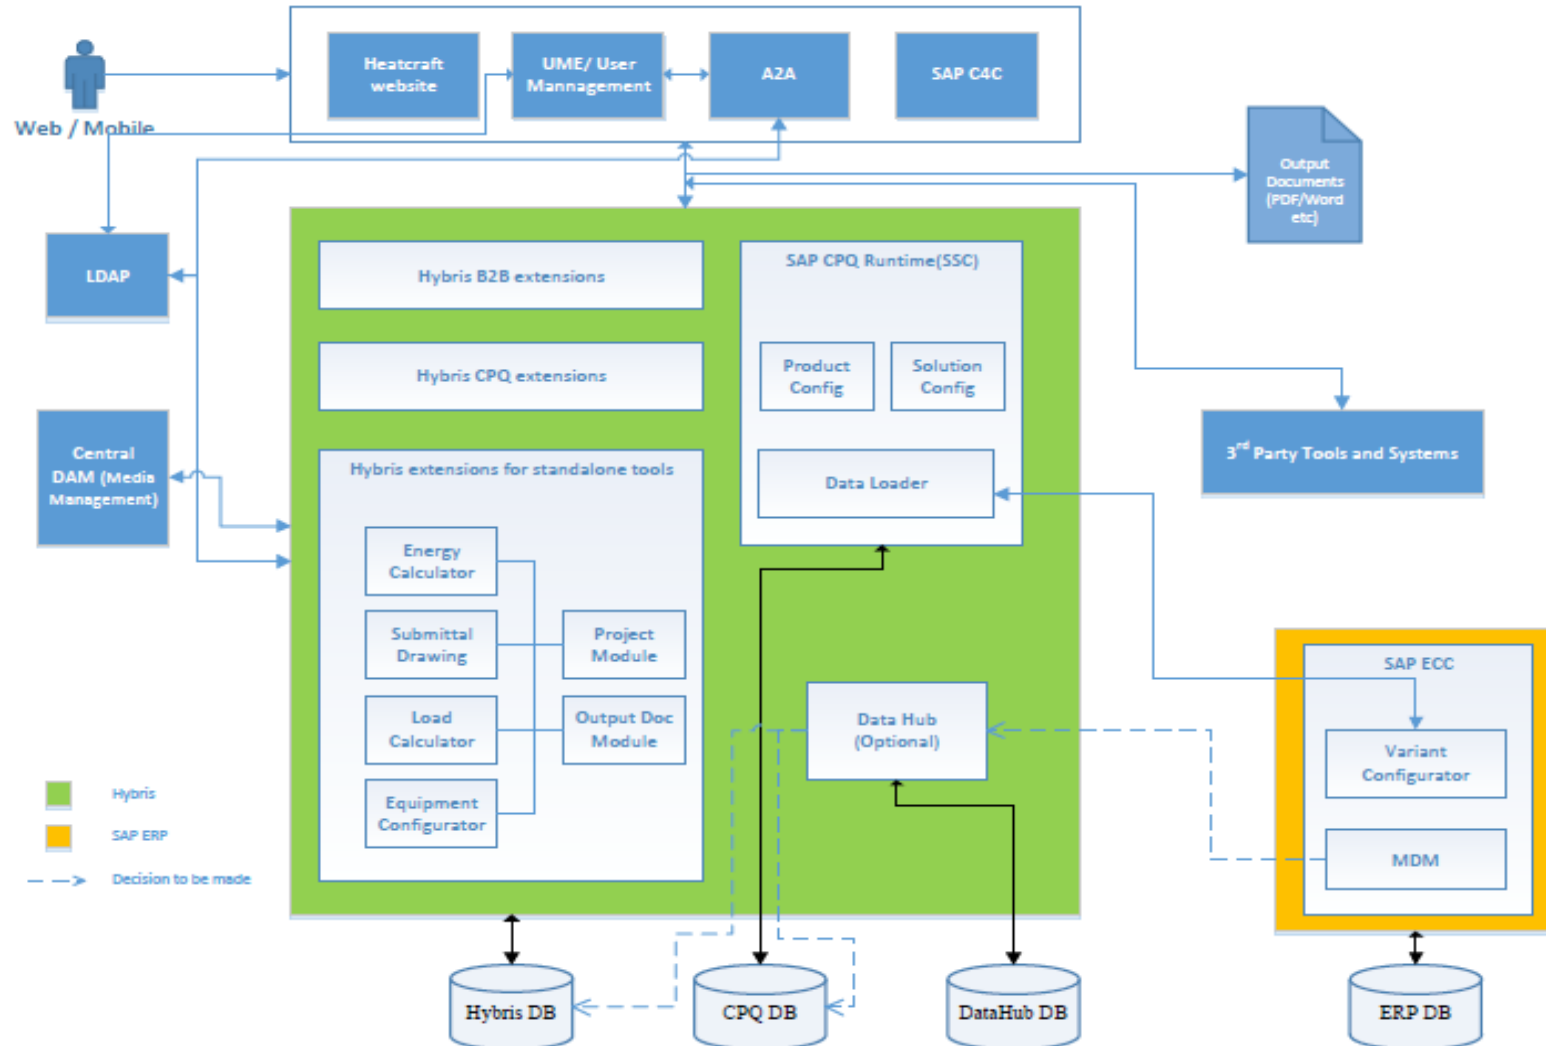 Heatcraft
website
UME/ User
Mannagement
A2A
SAP C4C
Web / Mobile
Output
Documents
(PDF/Word
etc)
LDAP
Hybris B2B extensions
SAP CPQ Runtime(SSC)
Hybris CPQ extensions
Product
Config
Solution
Config
Central
DAM (Media
Management)
3rd Party Tools and Systems
Hybris extensions for standalone tools
Data Loader
Energy
Calculator
Submittal
Drawing
Project
Module
Load
Calculator
Output Doc
Module
Equipment
Configurator
Data Hub
(Optional)
SAP ECC
Variant
Configurator
MDM
Hybris
SAP ERP
Decision to be made
Hybris DB
CPQ DB
DataHub DB
ERP DB